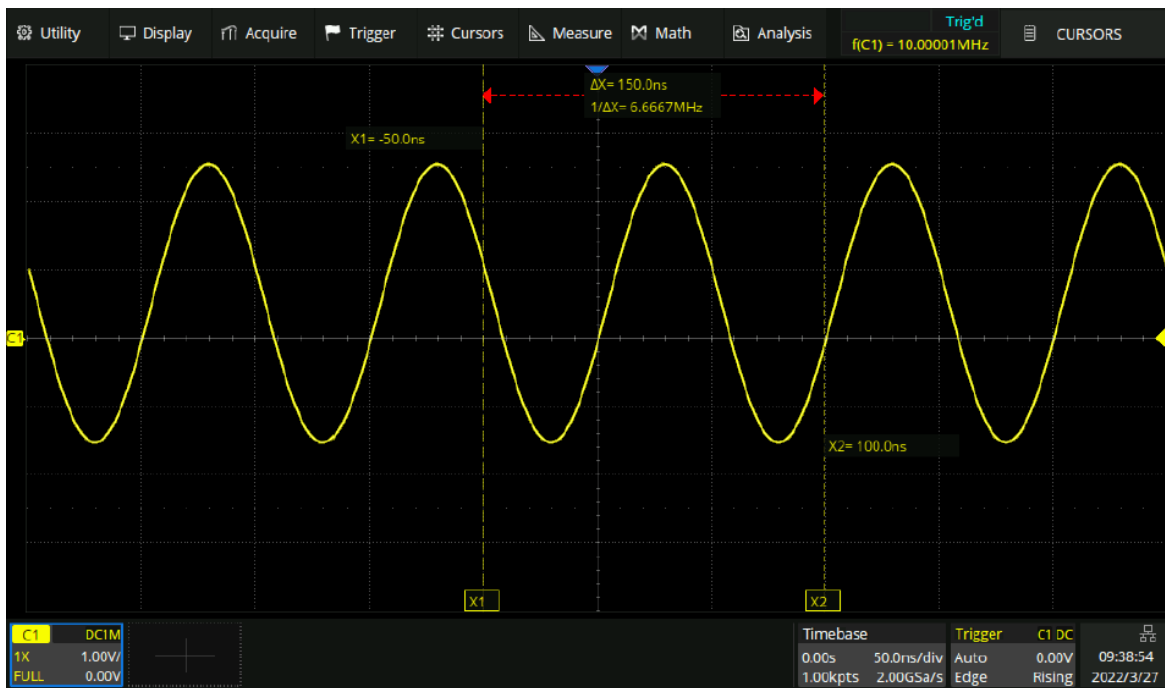 Utility Display Acquire Trigger Cursors Measure Math Analysis
Trig'd
f(C1) = 10.00001MHz
CURSORS
ΔX= 150.0ns
1/ΔX= 6.6667MHz
X1= -50.0ns
C1
X2= 100.0ns
X1
X2
C1 DC1M
1X 1.00V/
FULL 0.00V
Timebase
0.00s 50.0ns/div
1.00kpts 2.00GSa/s
Trigger C1 DC
Auto 0.00V
Edge Rising
09:38:54
2022/3/27